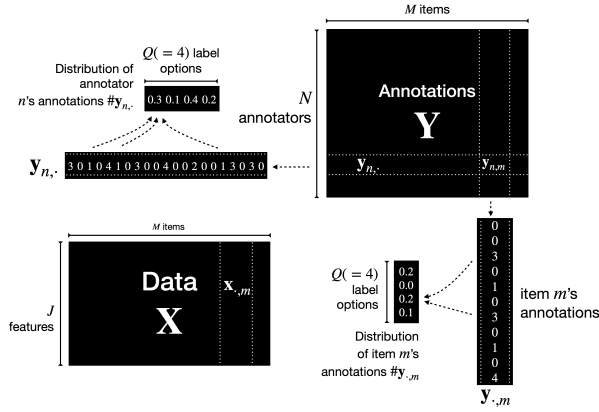 M items
Q(= 4) label
options
Distribution of
annotator
n's annotations #y_{n,·}
0.3 0.1 0.4 0.2
N
annotators
Annotations
Y
y_{n,·}
3 0 1 0 4 1 0 3 0 0 4 0 0 2 0 0 1 3 0 3 0
y_{n,·}
y_{n,m}
M items
J
features
Data
X
x_{·,m}
Q(= 4)
label
options
0.2
0.0
0.2
0.1
Distribution
of item m's
annotations #y_{·,m}
0
0
3
0
1
0
3
0
1
0
4
item m's
annotations
y_{·,m}